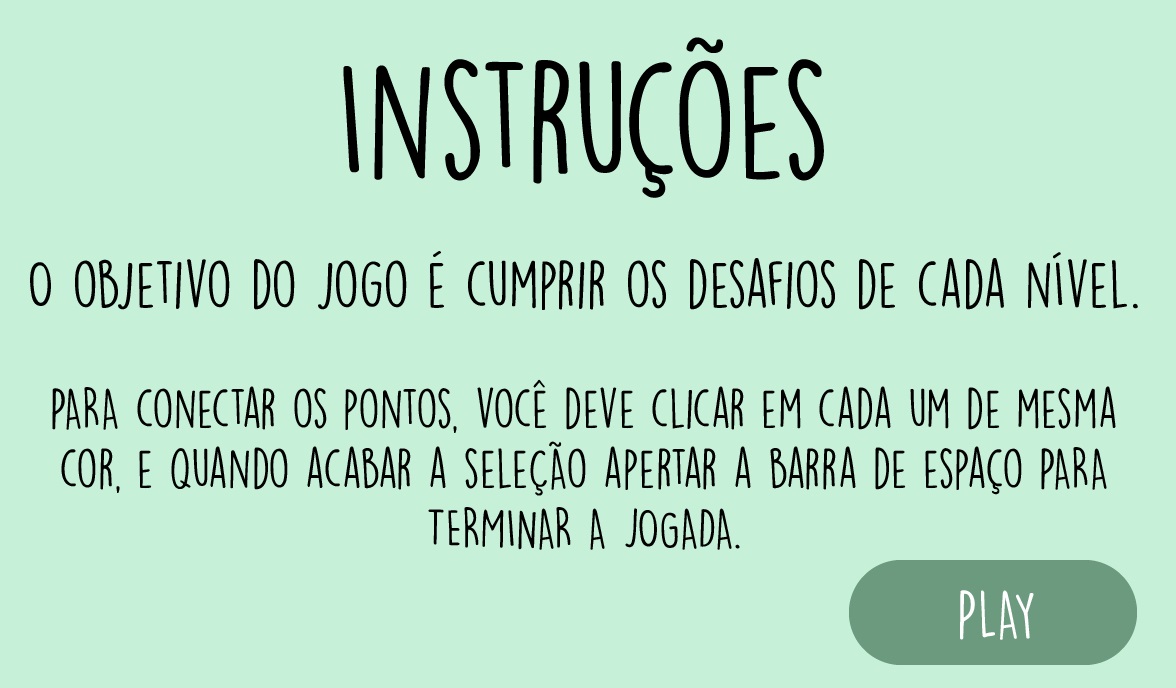 INSTRUÇÕES
O OBJETIVO DO JOGO É CUMPRIR OS DESAFIOS DE CADA NÍVEL.
PARA CONECTAR OS PONTOS, VOCÊ DEVE CLICAR EM CADA UM DE MESMA
COR, E QUANDO ACABAR A SELEÇÃO APERTAR A BARRA DE ESPAÇO PARA
TERMINAR A JOGADA.
PLAY